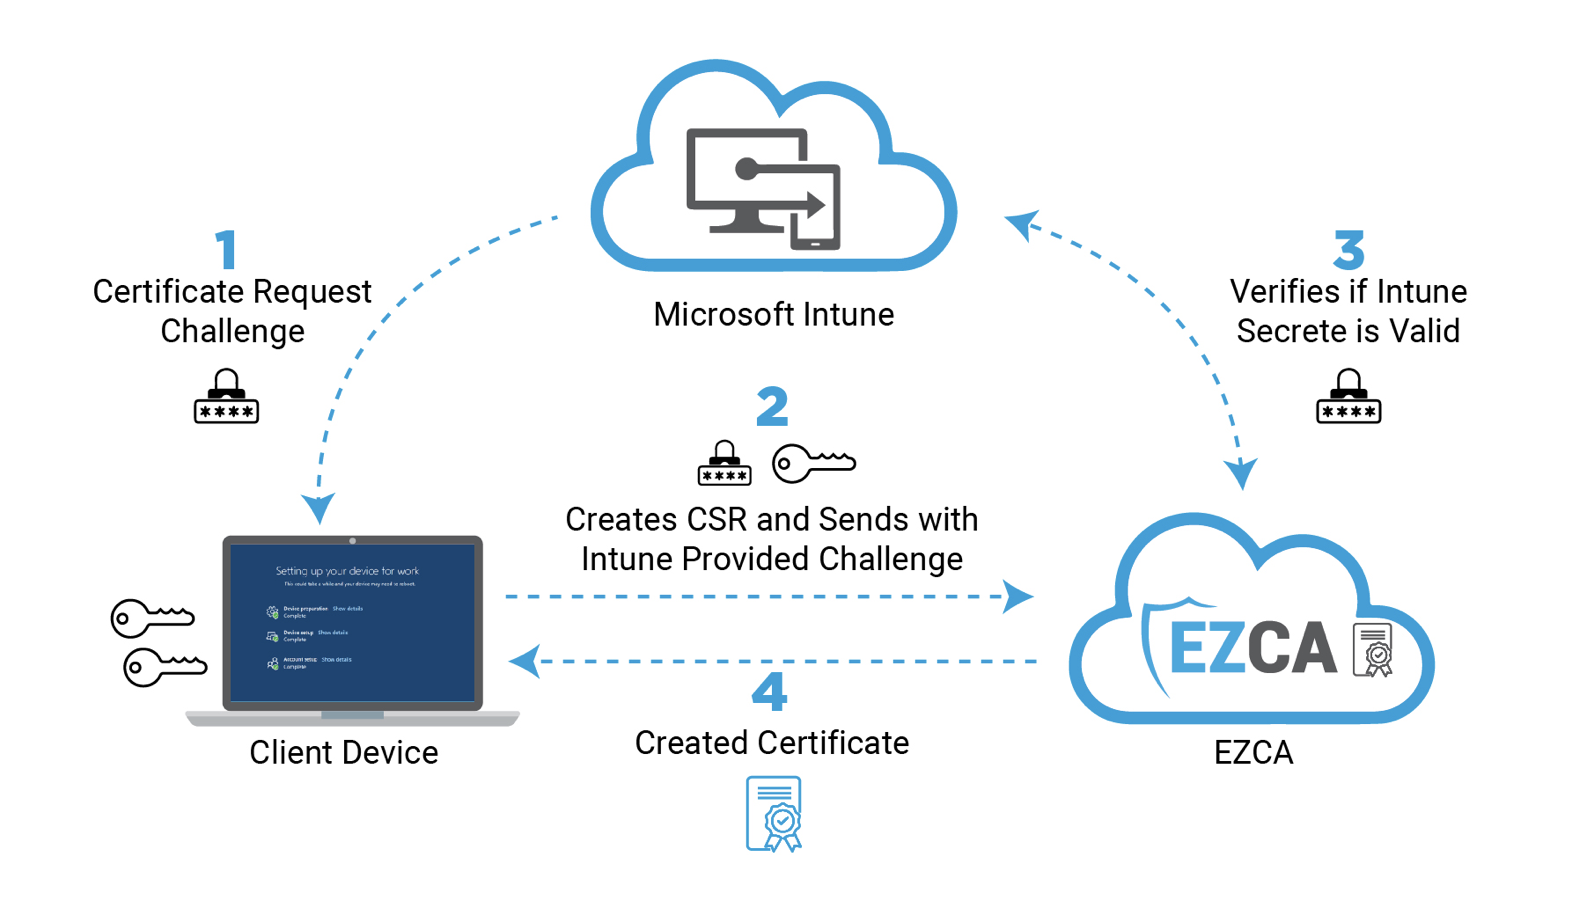 1
Certificate Request
Challenge
****
Microsoft Intune
3
Verifies if Intune
Secrete is Valid
****
2
****
Creates CSR and Sends with
Intune Provided Challenge
Setting up your device for work
This could take a while and your device may need to reboot.
Device preparation Show details
Complete
Device setup Show details
Complete
Account setup Show details
Complete
Client Device
EZCA
EZCA
4
Created Certificate